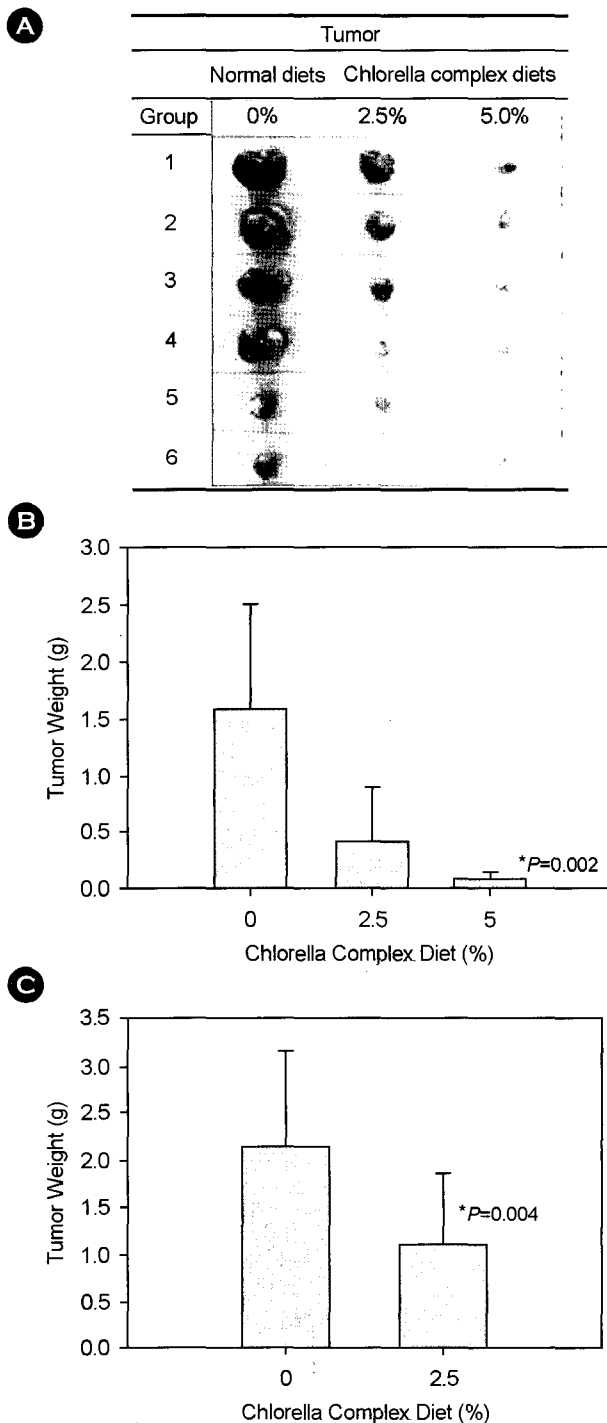 A
Tumor
Normal diets Chlorella complex diets
Group 0% 2.5% 5.0%
1
2
3
4
5
6
B
3.0
2.5
2.0
1.5
1.0
0.5
0.0
Tumor Weight (g)
*P=0.002
0 2.5 5
Chlorella Complex Diet (%)
C
3.5
3.0
2.5
2.0
1.5
1.0
0.5
0.0
Tumor Weight (g)
*P=0.004
0 2.5
Chlorella Complex Diet (%)